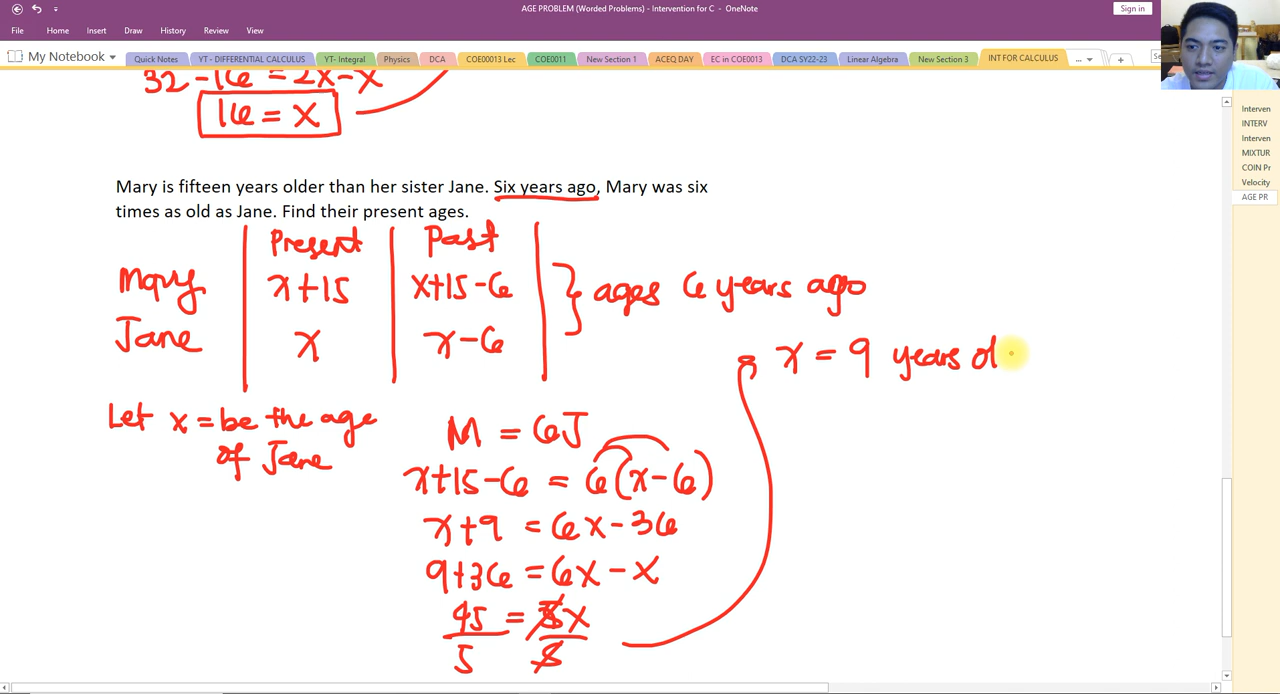 AGE PROBLEM (Worded Problems) - Intervention for C - OneNote
Sign in
File Home Insert Draw History Review View
My Notebook
Quick Notes YT - DIFFERENTIAL CALCULUS YT- Integral Physics DCA COE00013 Lec COE0011 New Section 1 ACEQ DAY EC in COE0013 DCA SY22-23 Linear Algebra New Section 3 INT FOR CALCULUS ...
Interven
INTERV
Interven
MIXTUR
COIN Pr
Velocity
AGE PR
32 - 16 = 2x - x
16 = x
Mary is fifteen years older than her sister Jane. Six years ago, Mary was six
times as old as Jane. Find their present ages.
Present Past
Mary x+15 x+15-6 } ages 6 years ago
Jane x x-6
x = 9 years ol
Let x = be the age
of Jane
M = 6J
x+15-6 = 6(x-6)
x+9 = 6x-36
9+36 = 6x-x
45 = 5x
5 5